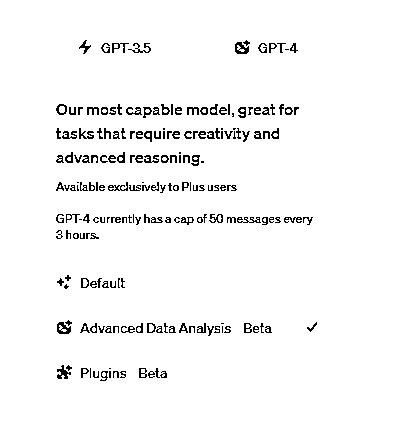 GPT-3.5 GPT-4
Our most capable model, great for
tasks that require creativity and
advanced reasoning.
Available exclusively to Plus users
GPT-4 currently has a cap of 50 messages every
3 hours.
Default
Advanced Data Analysis Beta
Plugins Beta